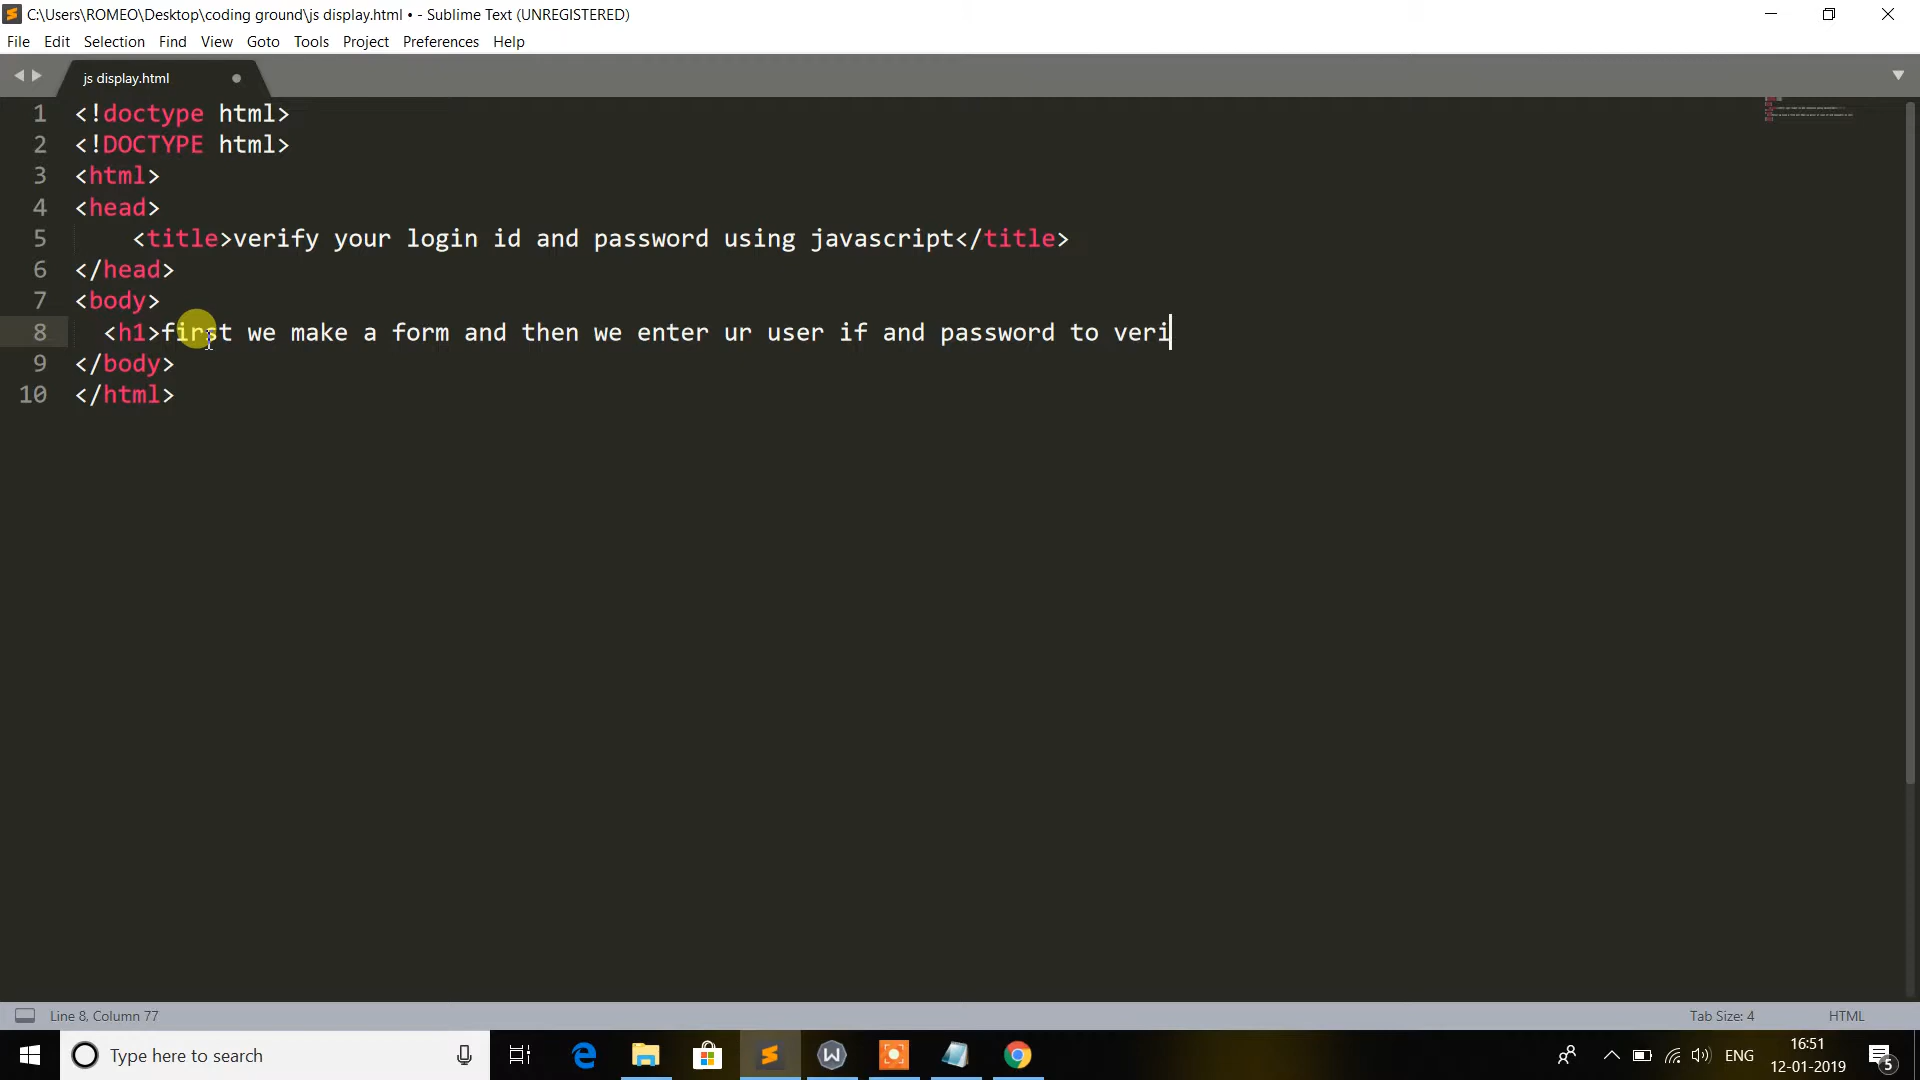 C:\Users\ROMEO\Desktop\coding ground\js display.html • - Sublime Text (UNREGISTERED)
File Edit Selection Find View Goto Tools Project Preferences Help
js display.html
1 <!doctype html>
2 <!DOCTYPE html>
3 <html>
4 <head>
5 <title>verify your login id and password using javascript</title>
6 </head>
7 <body>
8 <h1>first we make a form and then we enter ur user if and password to veri
9 </body>
10 </html>
Line 8, Column 77 Tab Size: 4 HTML
Type here to search ENG 16:51
12-01-2019 5